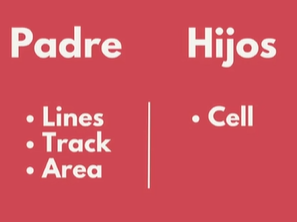 Padre
Hijos
• Lines
• Track
• Area
• Cell